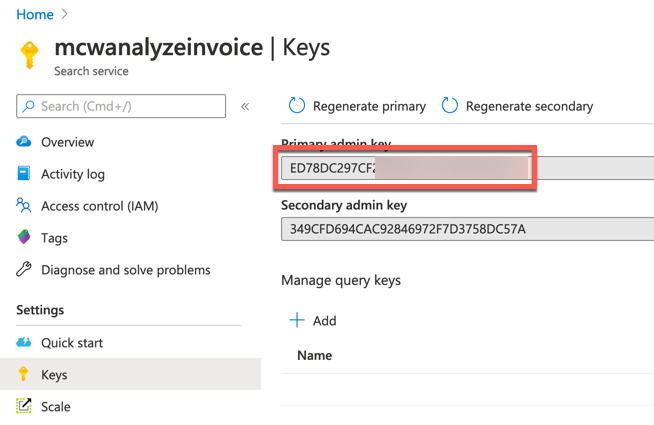 Home >
mcwanalyzeinvoice | Keys
Search service
Search (Cmd+/)
«
Regenerate primary
Regenerate secondary
Overview
Activity log
Access control (IAM)
Tags
Diagnose and solve problems
Settings
Quick start
Keys
Scale
Primary admin key
ED78DC297CF
Secondary admin key
349CFD694CAC92846972F7D3758DC57A
Manage query keys
+ Add
Name